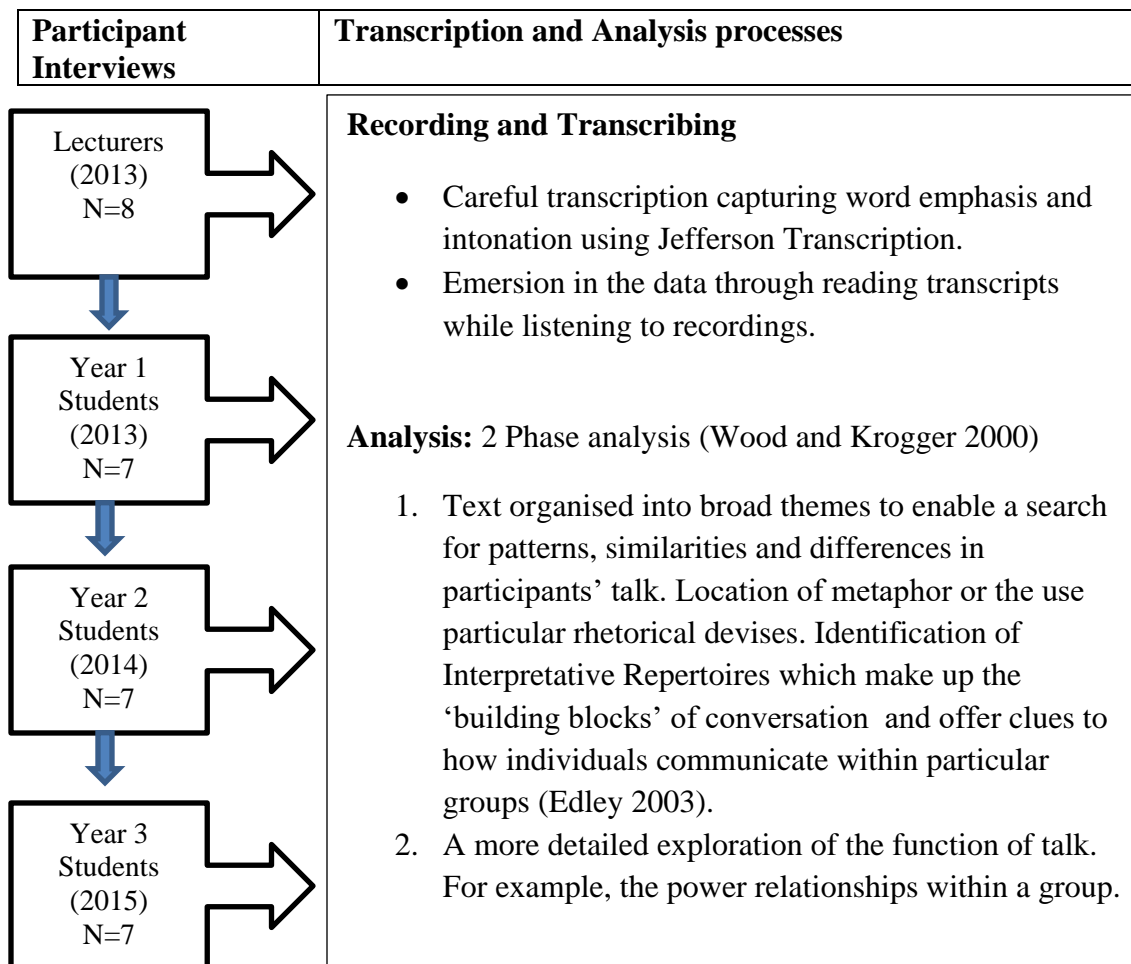 Participant
Interviews
Transcription and Analysis processes
Lecturers
(2013)
N=8
Year 1
Students
(2013)
N=7
Year 2
Students
(2014)
N=7
Year 3
Students
(2015)
N=7
Recording and Transcribing
• Careful transcription capturing word emphasis and
intonation using Jefferson Transcription.
• Emersion in the data through reading transcripts
while listening to recordings.
Analysis: 2 Phase analysis (Wood and Krogger 2000)
1. Text organised into broad themes to enable a search
for patterns, similarities and differences in
participants’ talk. Location of metaphor or the use
particular rhetorical devises. Identification of
Interpretative Repertoires which make up the
‘building blocks’ of conversation and offer clues to
how individuals communicate within particular
groups (Edley 2003).
2. A more detailed exploration of the function of talk.
For example, the power relationships within a group.